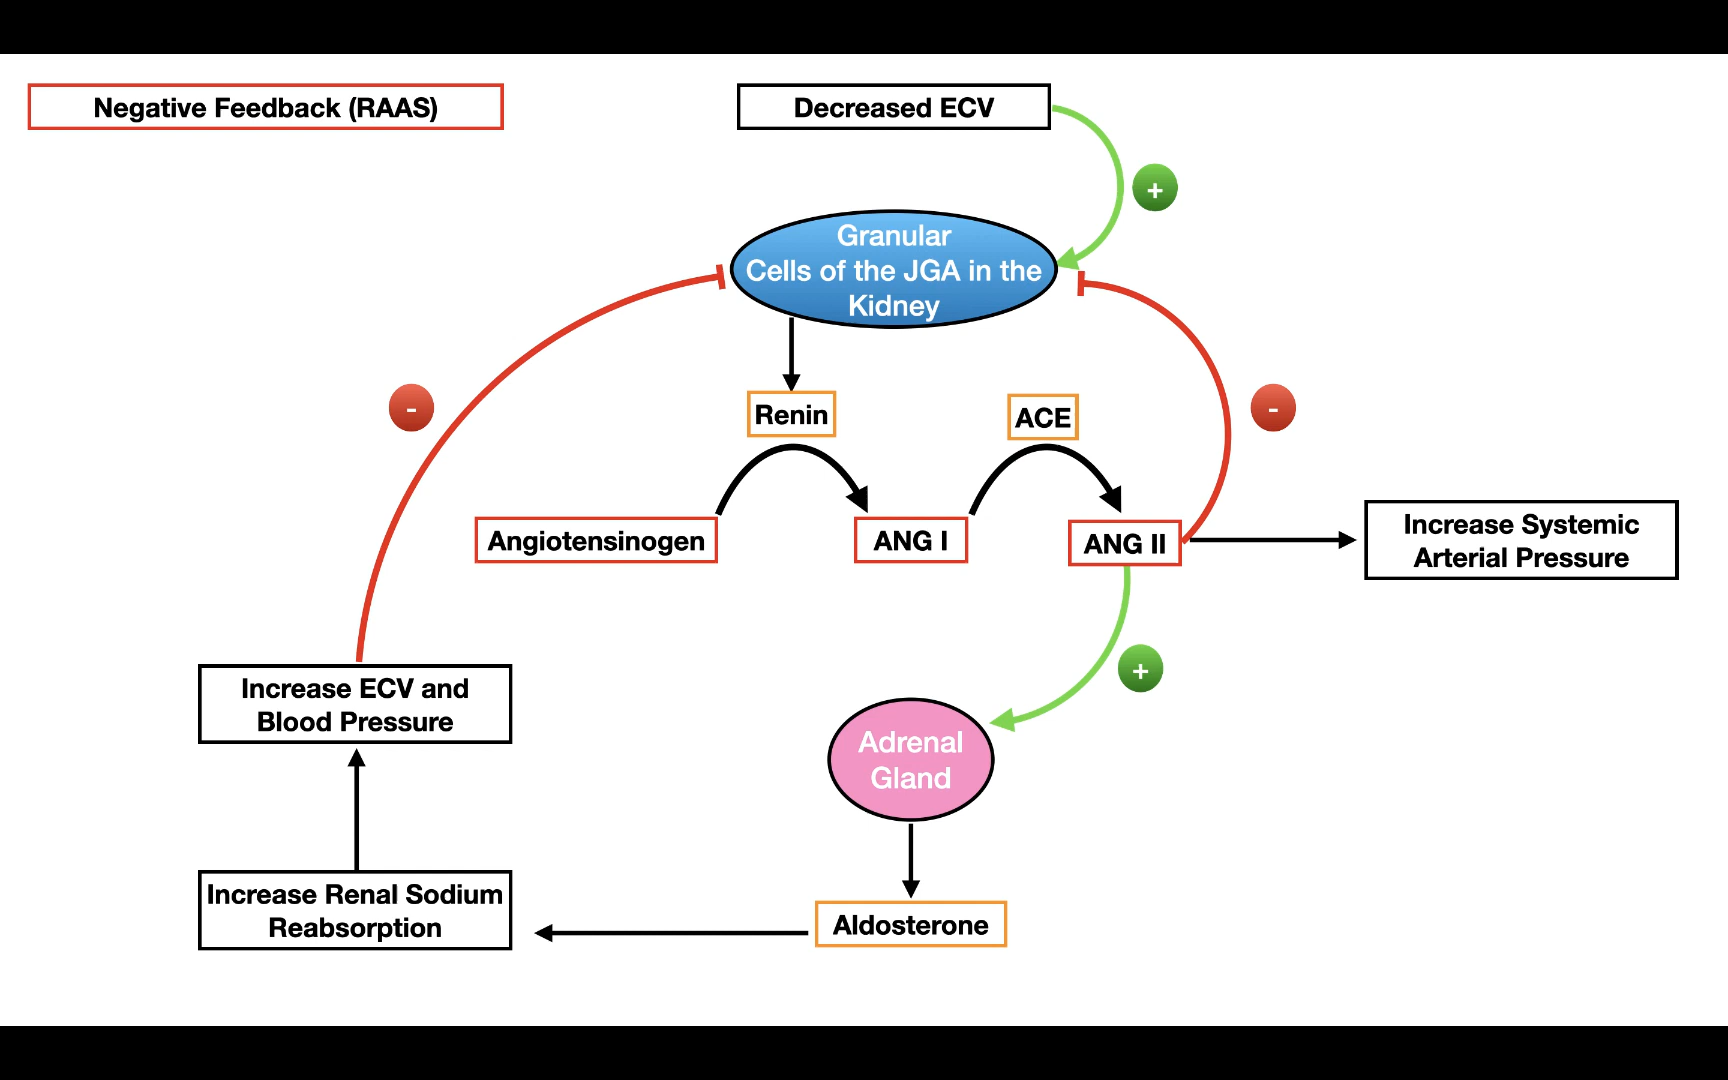 Negative Feedback (RAAS)
Decreased ECV
+
Granular
Cells of the JGA in the
Kidney
-
-
Renin
ACE
Angiotensinogen
ANG I
ANG II
Increase Systemic
Arterial Pressure
+
Increase ECV and
Blood Pressure
Adrenal
Gland
Increase Renal Sodium
Reabsorption
Aldosterone